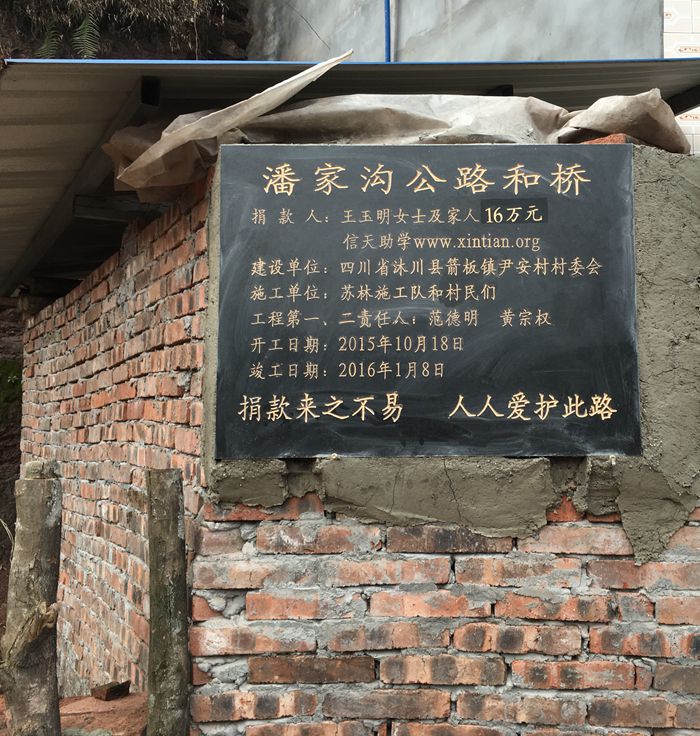 潘家沟公路和桥
捐 款 人：王玉明女士及家人 16万元
信天助学www.xintian.org
建设单位：四川省沐川县箭板镇尹安村村委会
施工单位：苏林施工队和村民们
工程第一、二责任人：范德明 黄宗权
开工日期：2015年10月18日
竣工日期：2016年1月8日
捐款来之不易 人人爱护此路